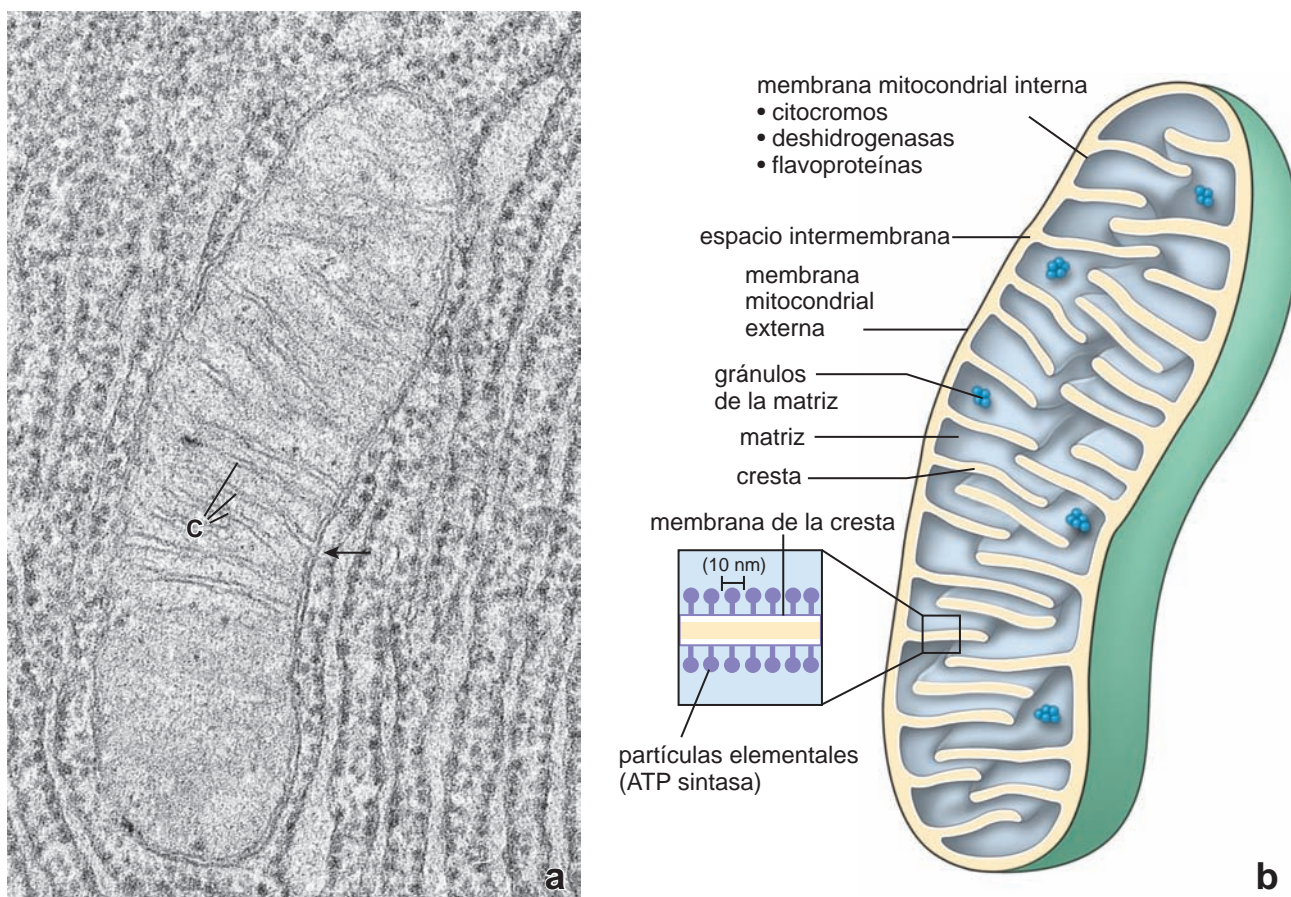 membrana mitocondrial interna
• citocromos
• deshidrogenasas
• flavoproteínas
espacio intermembrana
membrana
mitocondrial
externa
gránulos
de la matriz
matriz
cresta
C
membrana de la cresta
(10 nm)
partículas elementales
(ATP sintasa)
a
b